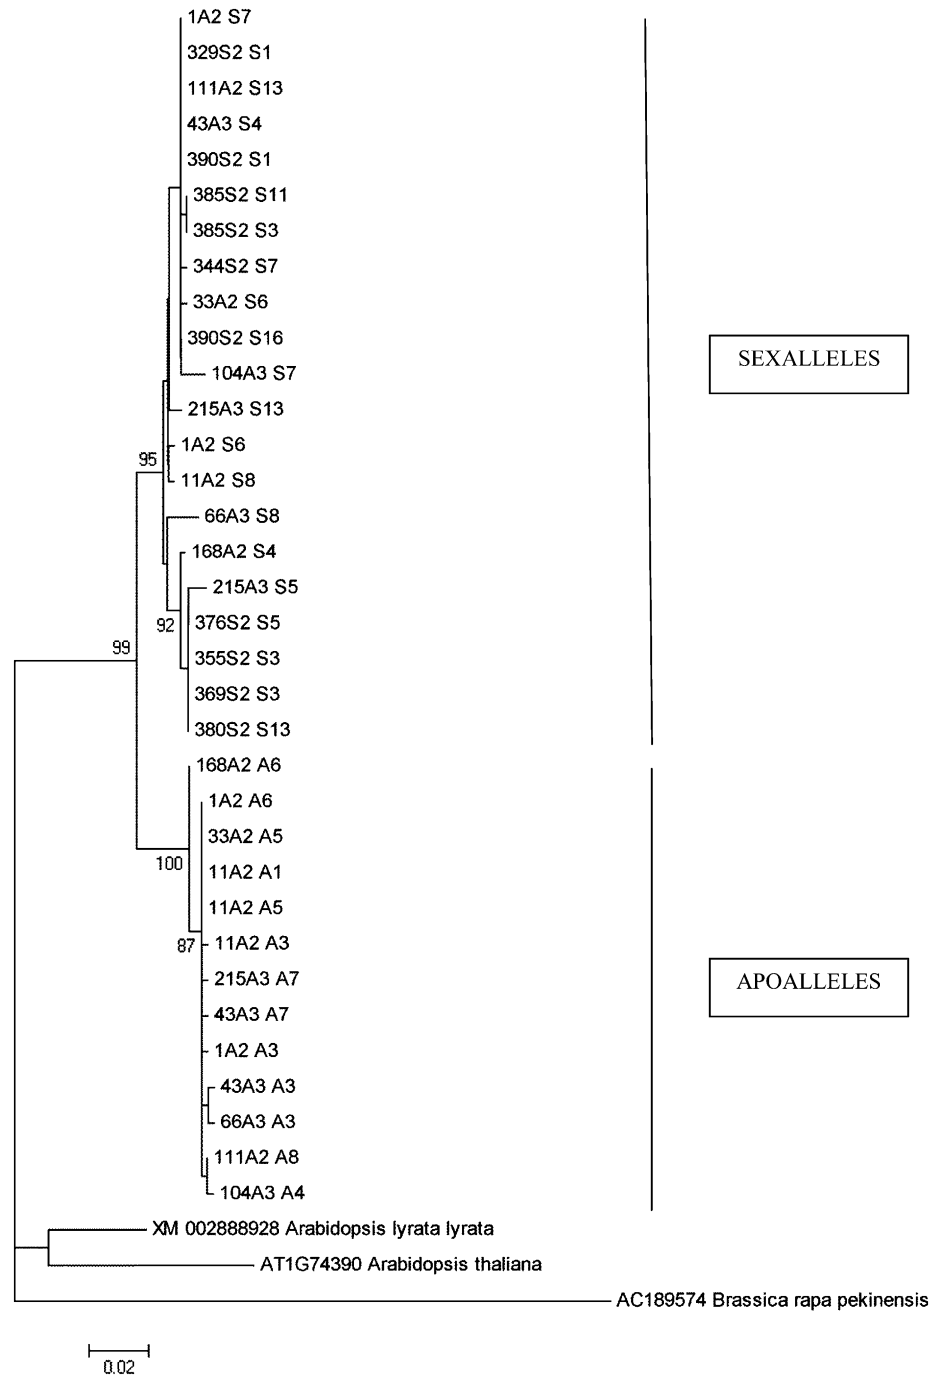 1A2 S7
329S2 S1
111A2 S13
43A3 S4
390S2 S1
385S2 S11
385S2 S3
344S2 S7
33A2 S6
390S2 S16
SEXALLELES
104A3 S7
215A3 S13
1A2 S6
95
11A2 S8
66A3 S8
168A2 S4
215A3 S5
376S2 S5
92
99
355S2 S3
369S2 S3
380S2 S13
168A2 A6
1A2 A6
33A2 A5
100
11A2 A1
11A2 A5
87
11A2 A3
215A3 A7
APOALLELES
43A3 A7
1A2 A3
43A3 A3
66A3 A3
111A2 A8
104A3 A4
XM 002888928 Arabidopsis lyrata lyrata
AT1G74390 Arabidopsis thaliana
AC189574 Brassica rapa pekinensis
0.02